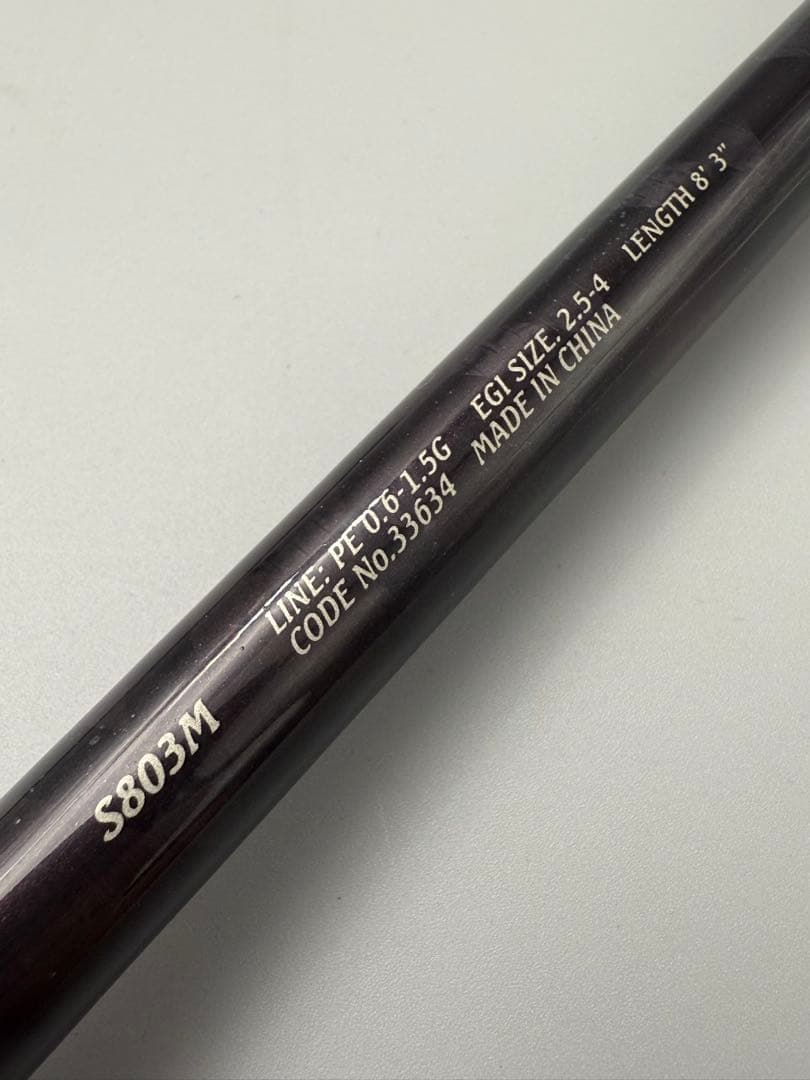 S803M
LINE: PE 0.6-1.5G EGI SIZE. 2.5-4 LENGTH 8' 3"
CODE No.33634 MADE IN CHINA